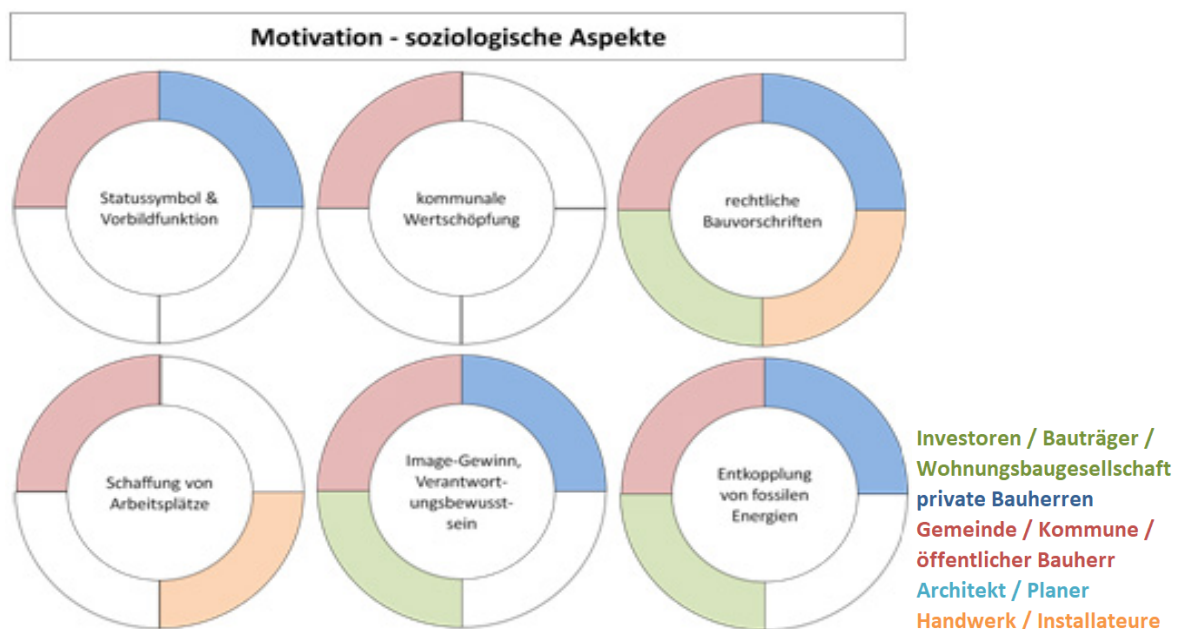 Motivation - soziologische Aspekte
Statussymbol &
Vorbildfunktion
kommunale
Wertschöpfung
rechtliche
Bauvorschriften
Schaffung von
Arbeitsplätze
Image-Gewinn,
Verantwort-
ungsbewusst-
sein
Entkopplung
von fossilen
Energien
Investoren / Bauträger /
Wohnungsbaugesellschaft
private Bauherren
Gemeinde / Kommune /
öffentlicher Bauherr
Architekt / Planer
Handwerk / Installateure